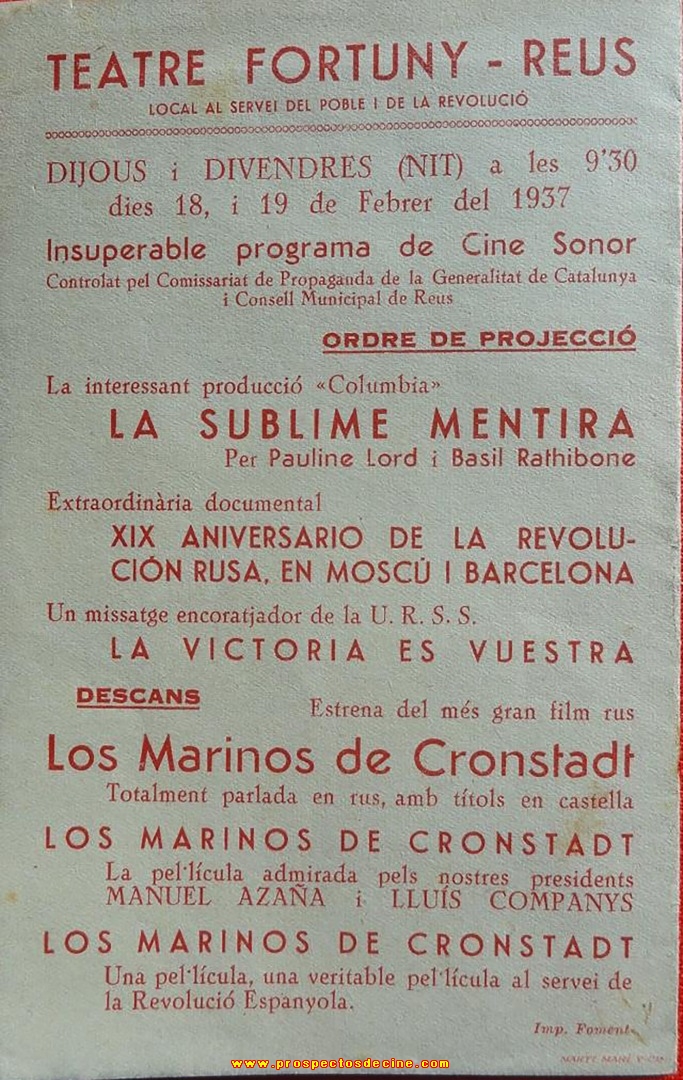 TEATRE FORTUNY - REUS
LOCAL AL SERVEI DEL POBLE I DE LA REVOLUCIÓ
DIJOUS i DIVENDRES (NIT) a les 9'30
dies 18, i 19 de Febrer del 1937
Insuperable programa de Cine Sonor
Controlat pel Comissariat de Propaganda de la Generalitat de Catalunya
i Consell Municipal de Reus
ORDRE DE PROJECCIÓ
La interessant producció «Columbia»
LA SUBLIME MENTIRA
Per Pauline Lord i Basil Rathibone
Extraordinària documental
XIX ANIVERSARIO DE LA REVOLU-
CIÓN RUSA, EN MOSCÚ I BARCELONA
Un missatge encoratjador de la U. R. S. S.
LA VICTORIA ES VUESTRA
DESCANS
Estrena del més gran film rus
Los Marinos de Cronstadt
Totalment parlada en rus, amb títols en castella
LOS MARINOS DE CRONSTADT
La pel·lícula admirada pels nostres presidents
MANUEL AZAÑA i LLUÍS COMPANYS
LOS MARINOS DE CRONSTADT
Una pel·lícula, una veritable pel·lícula al servei de
la Revolució Espanyola.
Imp. Foment
www.prospectosdecine.com